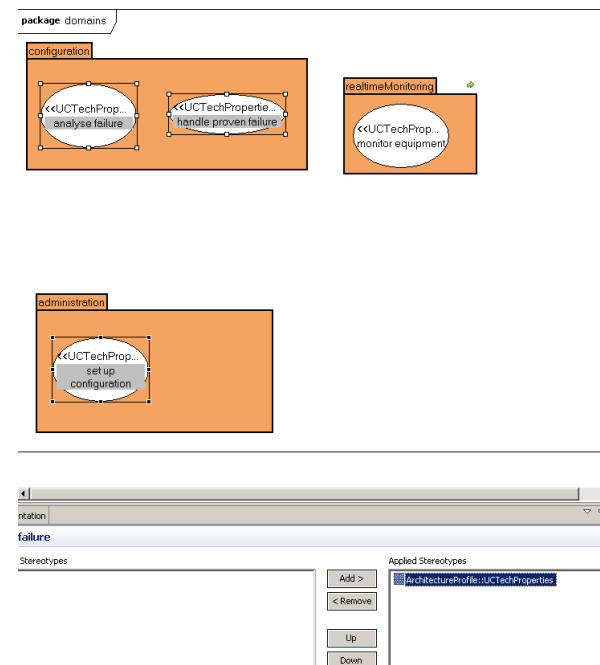 package domains
configuration
<<UCTechProp...
analyse failure
<<UCTechPropertie...
handle proven failure
realtimeMonitoring
<<UCTechProp...
monitor equipment
administration
<<UCTechProp...
set up
configuration
ntation
failure
Stereotypes
Applied Stereotypes
Add >
ArchitectureProfile::UCTechProperties
< Remove
Up
Down